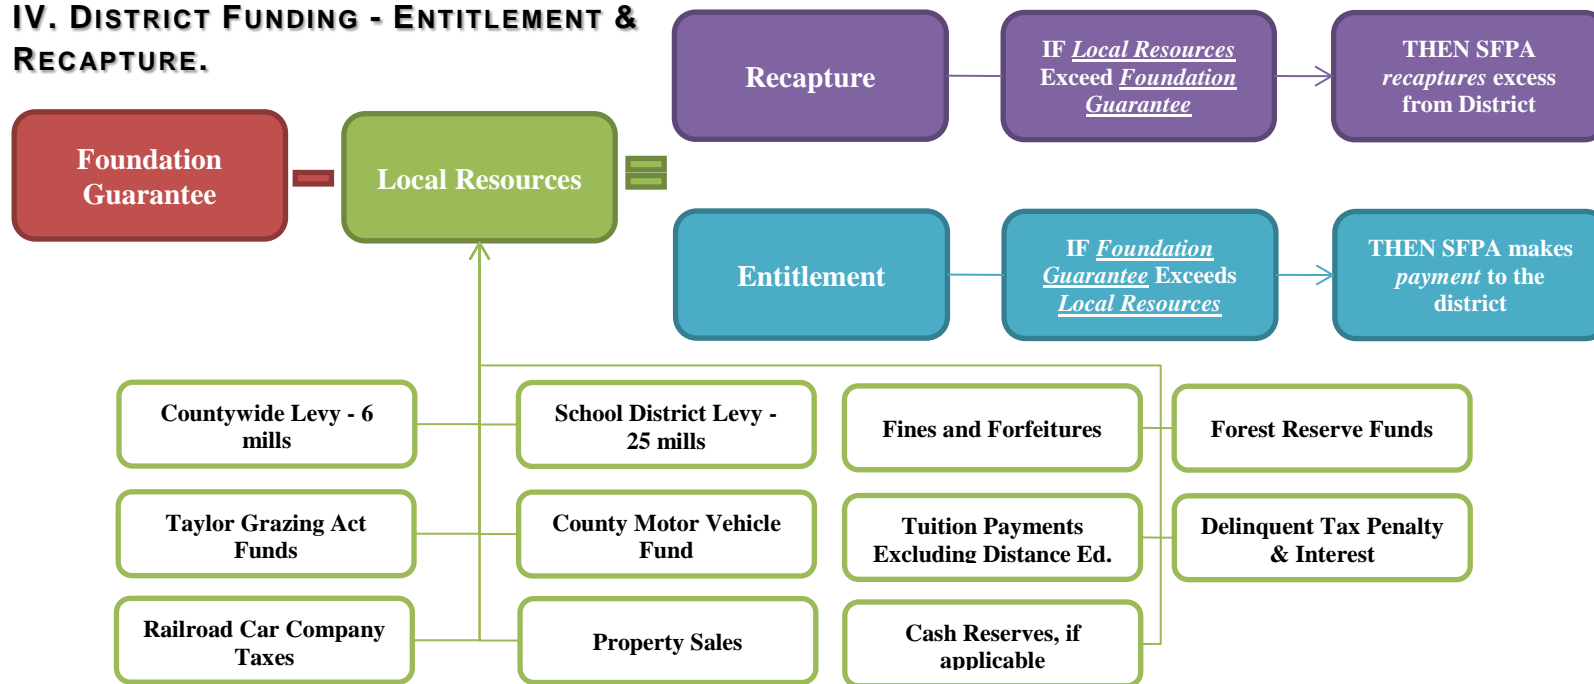 IV. DISTRICT FUNDING - ENTITLEMENT &
RECAPTURE.
Foundation
Guarantee
Local Resources
Recapture
IF Local Resources
Exceed Foundation
Guarantee
THEN SFPA
recaptures excess
from District
Entitlement
IF Foundation
Guarantee Exceeds
Local Resources
THEN SFPA makes
payment to the
district
Countywide Levy - 6
mills
School District Levy -
25 mills
Fines and Forfeitures
Forest Reserve Funds
Taylor Grazing Act
Funds
County Motor Vehicle
Fund
Tuition Payments
Excluding Distance Ed.
Delinquent Tax Penalty
& Interest
Railroad Car Company
Taxes
Property Sales
Cash Reserves, if
applicable